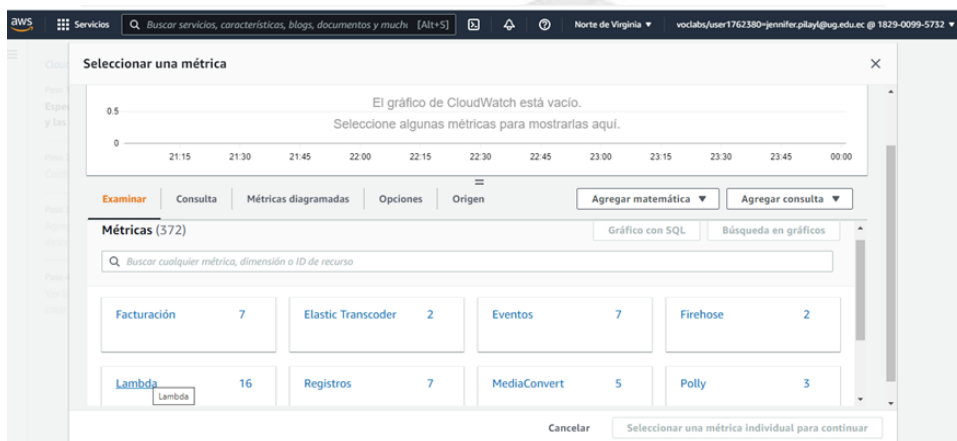 aws Servicios Buscar servicios, características, blogs, documentos y muche [Alt+S] Norte de Virginia ▼ voclabs/user1762380=jennifer.pilayl@ug.edu.ec @ 1829-0099-5732 ▼
Seleccionar una métrica
El gráfico de CloudWatch está vacío.
0.5
Seleccione algunas métricas para mostrarlas aquí.
0
21:15 21:30 21:45 22:00 22:15 22:30 22:45 23:00 23:15 23:30 23:45 00:00
Examinar Consulta Métricas diagramadas Opciones Origen Agregar matemática ▼ Agregar consulta ▼
Métricas (372) Gráfico con SQL Búsqueda en gráficos
Buscar cualquier métrica, dimensión o ID de recurso
Facturación 7 Elastic Transcoder 2 Eventos 7 Firehose 2
Lambda 16 Registros 7 MediaConvert 5 Polly 3
Lambda
Cancelar Seleccionar una métrica individual para continuar